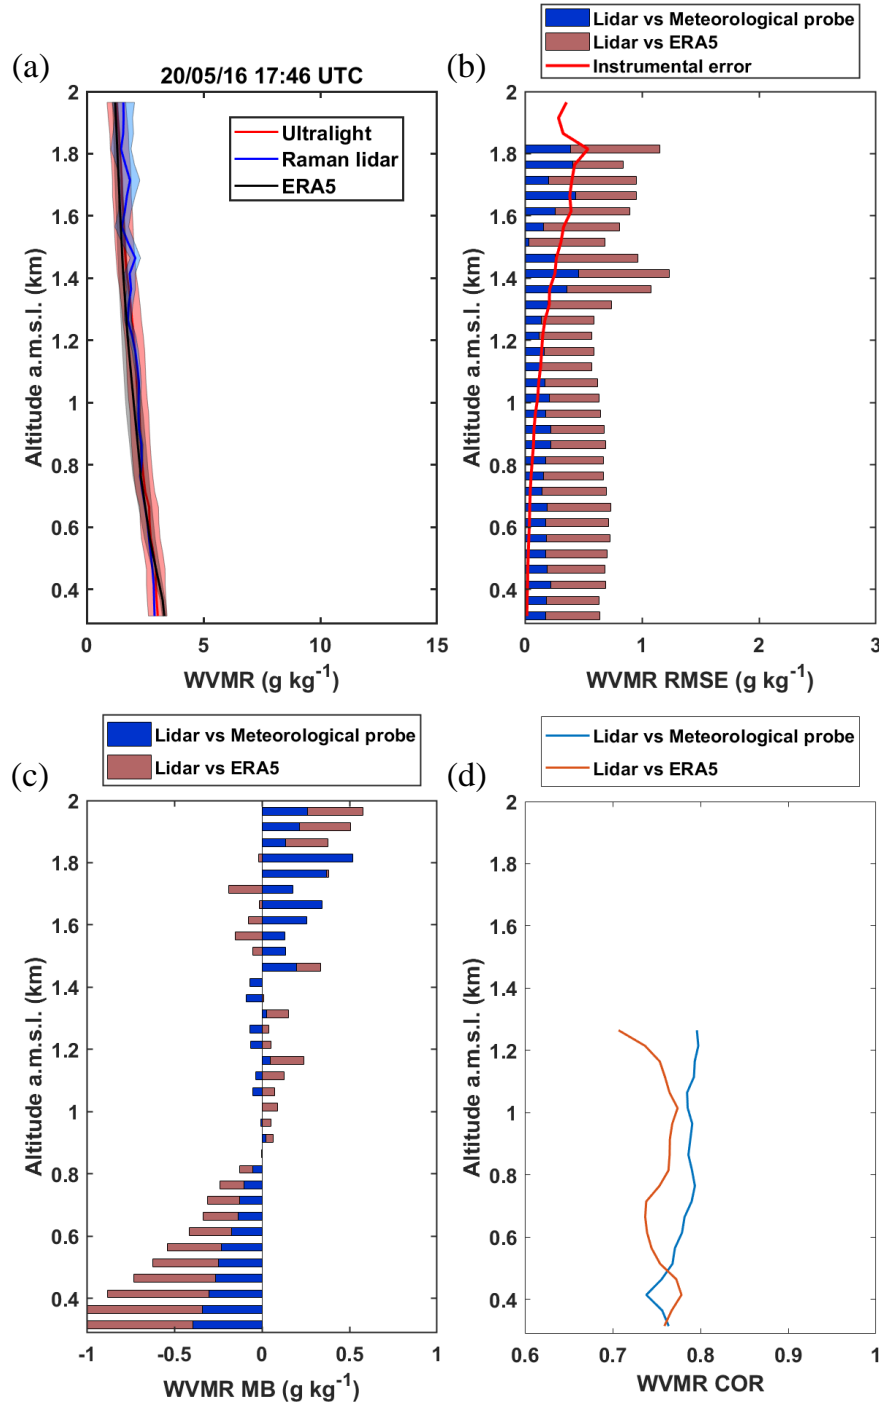 (a)
20/05/16 17:46 UTC
Ultralight
Raman lidar
ERA5
2
1.8
1.6
1.4
1.2
1
0.8
0.6
0.4
Altitude a.m.s.l. (km)
0
5
10
15
WVMR (g kg⁻¹)
(b)
Lidar vs Meteorological probe
Lidar vs ERA5
Instrumental error
2
1.8
1.6
1.4
1.2
1
0.8
0.6
0.4
Altitude a.m.s.l. (km)
0
1
2
3
WVMR RMSE (g kg⁻¹)
(c)
Lidar vs Meteorological probe
Lidar vs ERA5
2
1.8
1.6
1.4
1.2
1
0.8
0.6
0.4
Altitude a.m.s.l. (km)
-1
-0.5
0
0.5
1
WVMR MB (g kg⁻¹)
(d)
Lidar vs Meteorological probe
Lidar vs ERA5
2
1.8
1.6
1.4
1.2
1
0.8
0.6
0.4
Altitude a.m.s.l. (km)
0.6
0.7
0.8
0.9
1
WVMR COR